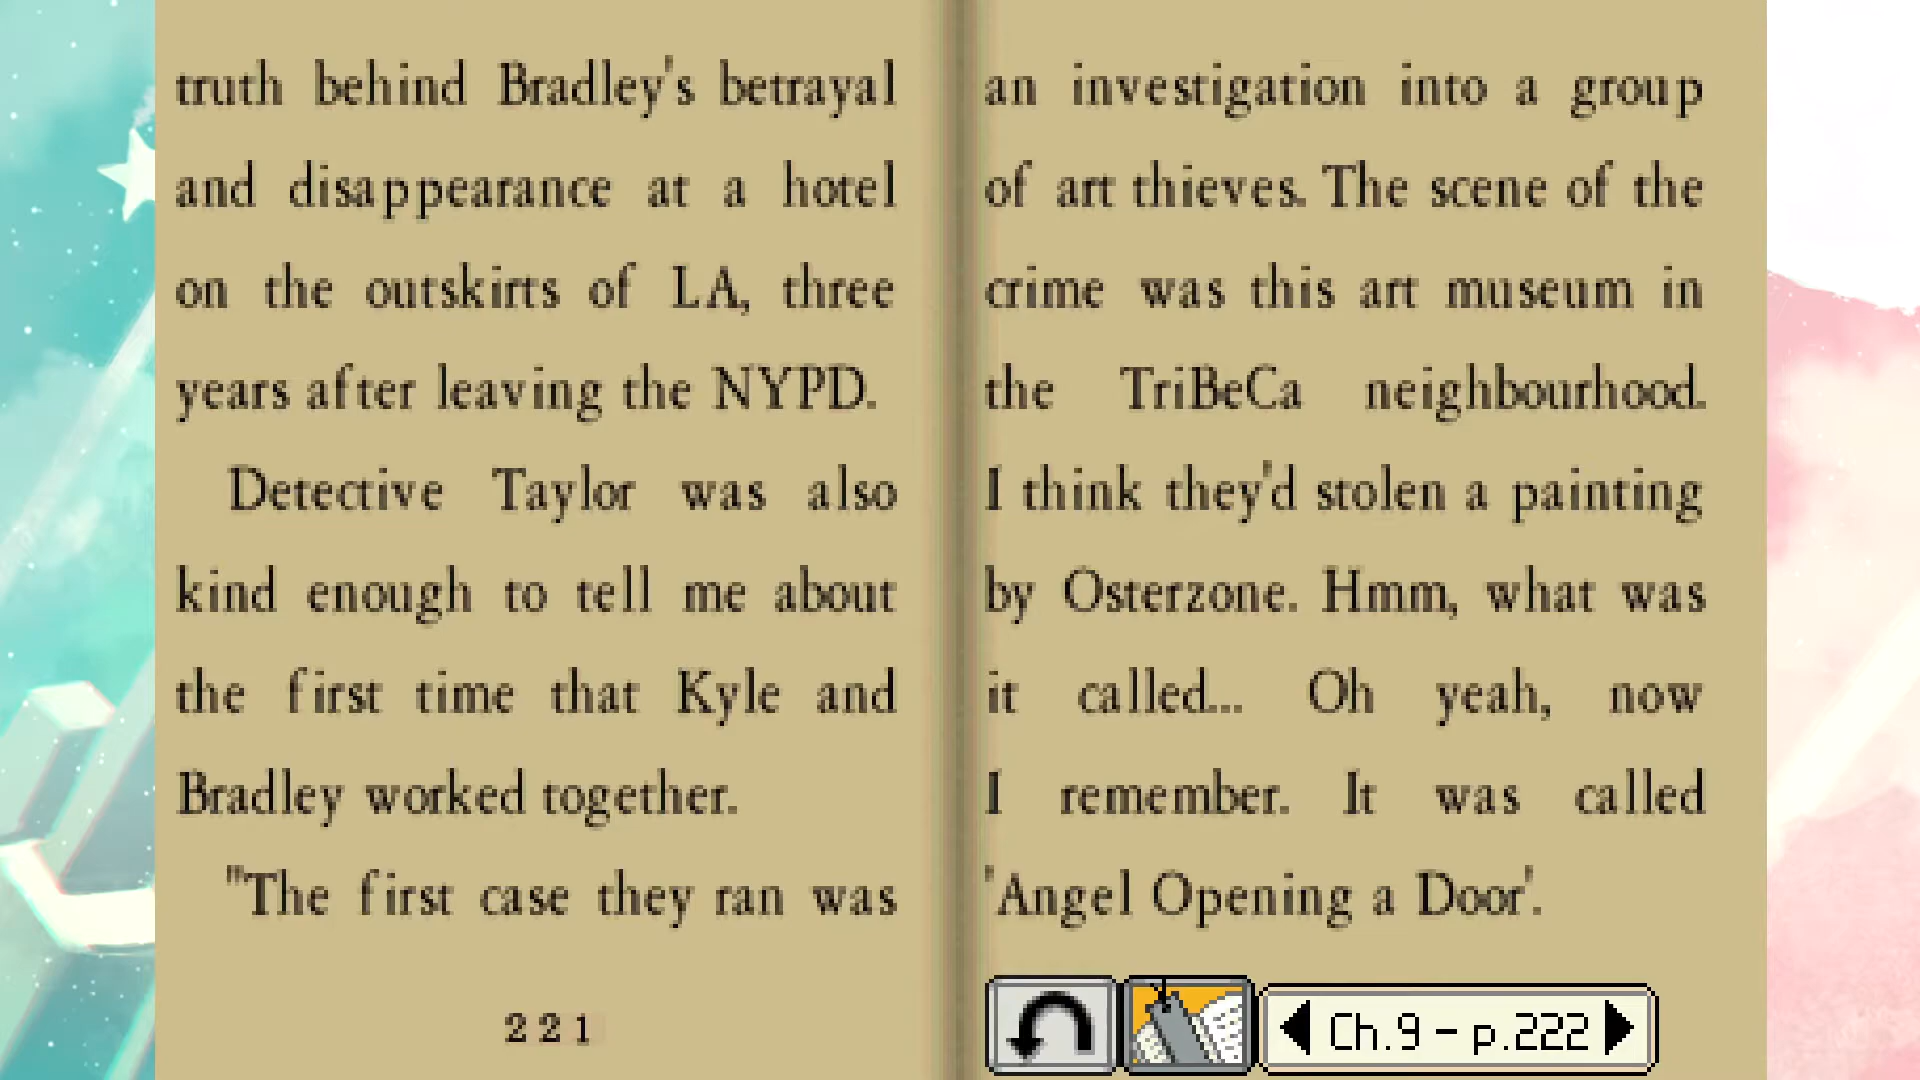 truth behind Bradley's betrayal
and disappearance at a hotel
on the outskirts of LA, three
years after leaving the NYPD.
Detective Taylor was also
kind enough to tell me about
the first time that Kyle and
Bradley worked together.
"The first case they ran was
221
an investigation into a group
of art thieves. The scene of the
crime was this art museum in
the TriBeCa neighbourhood.
I think they'd stolen a painting
by Osterzone. Hmm, what was
it called... Oh yeah, now
I remember. It was called
'Angel Opening a Door'.
Ch.9 - p.222